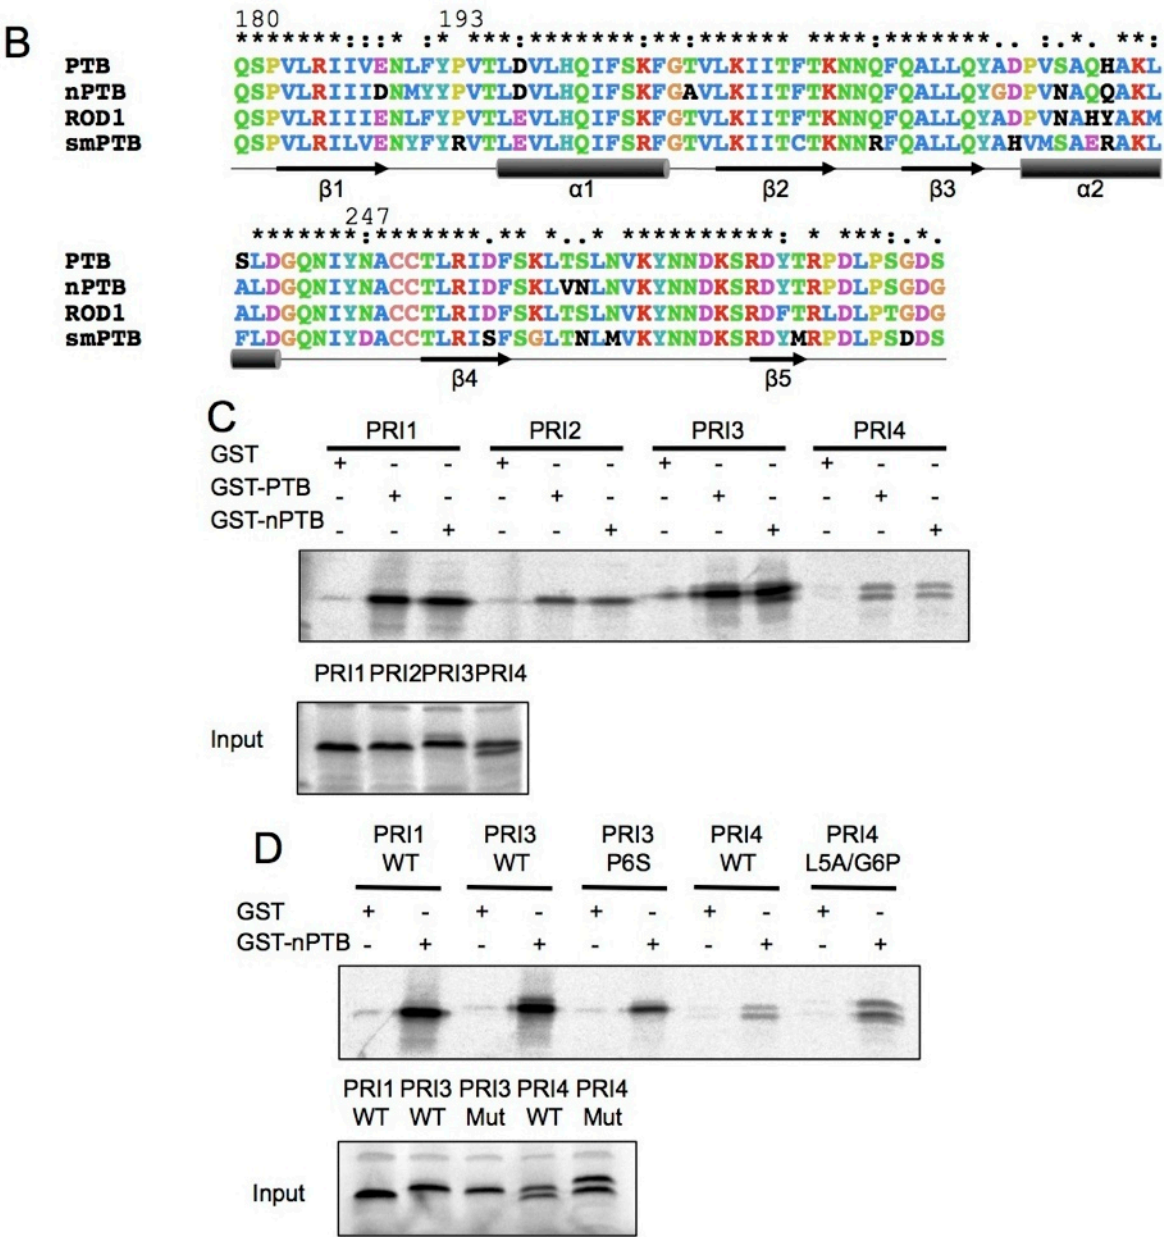 B
180 193
*******:::* :* ***:*******:**:** ******************.. :.*. **:
PTB QSPVLRIIVENLFYPVTLDVLHQIFSKFGTVLKIITFTKNNQFQALLQYADPVSAQHAKL
nPTB QSPVLRIIIDNMYYPVTLDVLHQIFSKFGAVLKIITFTKNNQFQALLQYGDPVNAQQAKL
ROD1 QSPVLRIIIENLFYPVTLEVLHQIFSKFGTVLKIITFTKNNQFQALLQYADPVNAHYAKM
smPTB QSPVLRIILVENYFYRVTLEVLHQIFSRFGTVLKIITCTKNNRFQALLQYAHVMSAERAKL
β1 α1 β2 β3 α2
247
*******:*******.** *..* **********: * ***:.*.
PTB SLDGQNIYNACCTLRIDFSKLTSLNVKYNNDKSRDYTRPDLPSGDS
nPTB ALDGQNIYNACCTLRIDFSKLVNLNVKYNNDKSRDYTRPDLPSGDG
ROD1 ALDGQNIYNACCTLRIDFSKLTSLNVKYNNDKSRDFTRLDLPTGDG
smPTB FLDGQNIYDACCTLRISFSGLTNLMVKYNNDKSRDYMRPDLPSDDS
β4 β5
C
PRI1 PRI2 PRI3 PRI4
GST + - - + - - + - - + - -
GST-PTB - + - - + - - + - - + -
GST-nPTB - - + - - + - - + - - +
PRI1 PRI2 PRI3 PRI4
Input
D
PRI1 PRI3 PRI3 PRI4 PRI4
WT WT P6S WT L5A/G6P
GST + - + - + - + - + -
GST-nPTB - + - + - + - + - +
PRI1 PRI3 PRI3 PRI4 PRI4
WT WT Mut WT Mut
Input